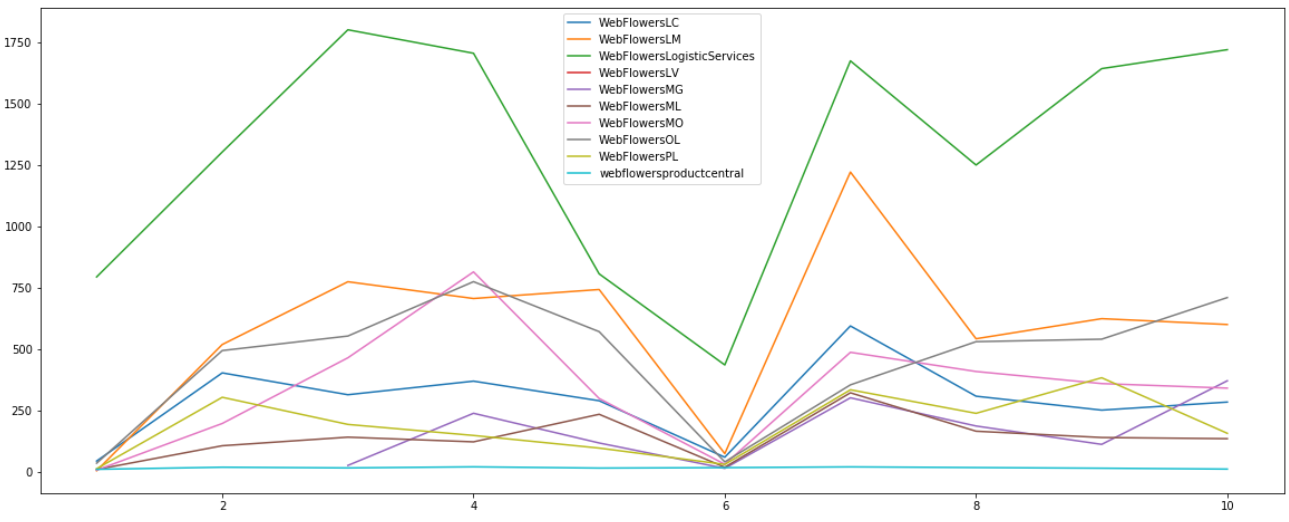 1750
1500
1250
1000
750
500
250
0
WebFlowersLC
WebFlowersLM
WebFlowersLogisticServices
WebFlowersLV
WebFlowersMG
WebFlowersML
WebFlowersMO
WebFlowersOL
WebFlowersPL
webflowersproductcentral
2 4 6 8 10